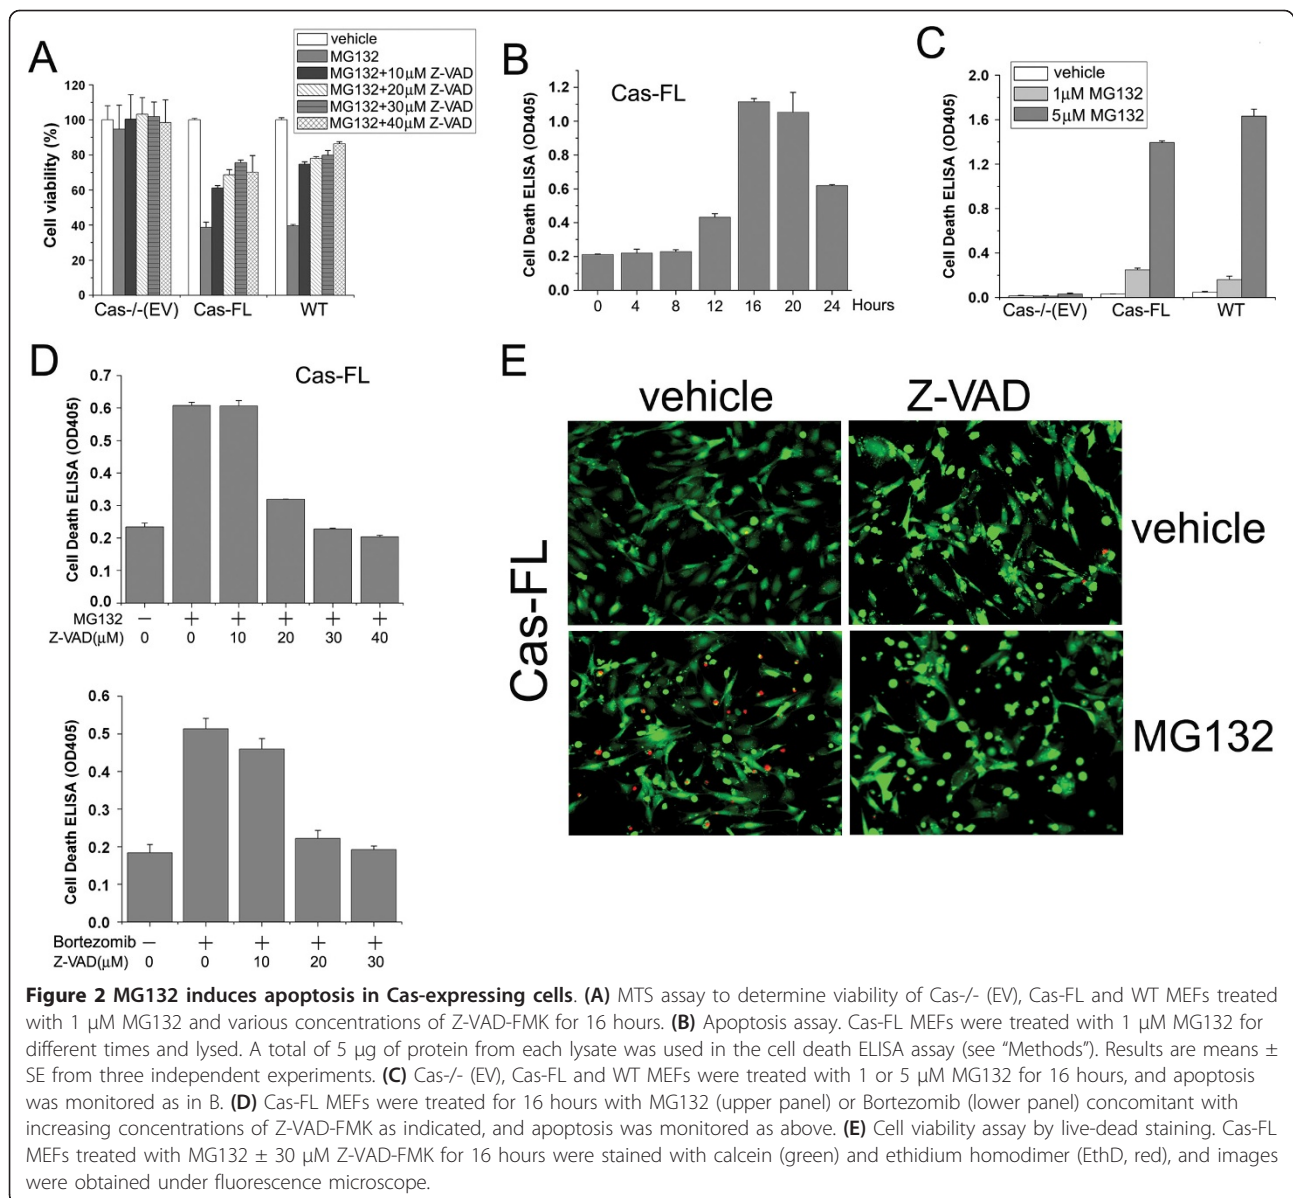 A
vehicle
MG132
MG132+10μM Z-VAD
MG132+20μM Z-VAD
MG132+30μM Z-VAD
MG132+40μM Z-VAD
Cell viability (%)
120
100
80
60
40
20
0
Cas-/-(EV) Cas-FL WT
B
Cas-FL
Cell Death ELISA (OD405)
1.2
1.0
0.8
0.6
0.4
0.2
0.0
0 4 8 12 16 20 24 Hours
C
vehicle
1μM MG132
5μM MG132
Cell Death ELISA (OD405)
2.0
1.6
1.2
0.8
0.4
0.0
Cas-/-(EV) Cas-FL WT
D
Cas-FL
Cell Death ELISA (OD405)
0.7
0.6
0.5
0.4
0.3
0.2
0.1
0.0
MG132 − + + + + +
Z-VAD(μM) 0 0 10 20 30 40
Cell Death ELISA (OD405)
0.6
0.5
0.4
0.3
0.2
0.1
0.0
Bortezomib − + + + +
Z-VAD(μM) 0 0 10 20 30
E
vehicle Z-VAD
Cas-FL
vehicle
MG132
Figure 2 MG132 induces apoptosis in Cas-expressing cells. (A) MTS assay to determine viability of Cas-/- (EV), Cas-FL and WT MEFs treated
with 1 μM MG132 and various concentrations of Z-VAD-FMK for 16 hours. (B) Apoptosis assay. Cas-FL MEFs were treated with 1 μM MG132 for
different times and lysed. A total of 5 μg of protein from each lysate was used in the cell death ELISA assay (see “Methods”). Results are means ±
SE from three independent experiments. (C) Cas-/- (EV), Cas-FL and WT MEFs were treated with 1 or 5 μM MG132 for 16 hours, and apoptosis
was monitored as in B. (D) Cas-FL MEFs were treated for 16 hours with MG132 (upper panel) or Bortezomib (lower panel) concomitant with
increasing concentrations of Z-VAD-FMK as indicated, and apoptosis was monitored as above. (E) Cell viability assay by live-dead staining. Cas-FL
MEFs treated with MG132 ± 30 μM Z-VAD-FMK for 16 hours were stained with calcein (green) and ethidium homodimer (EthD, red), and images
were obtained under fluorescence microscope.